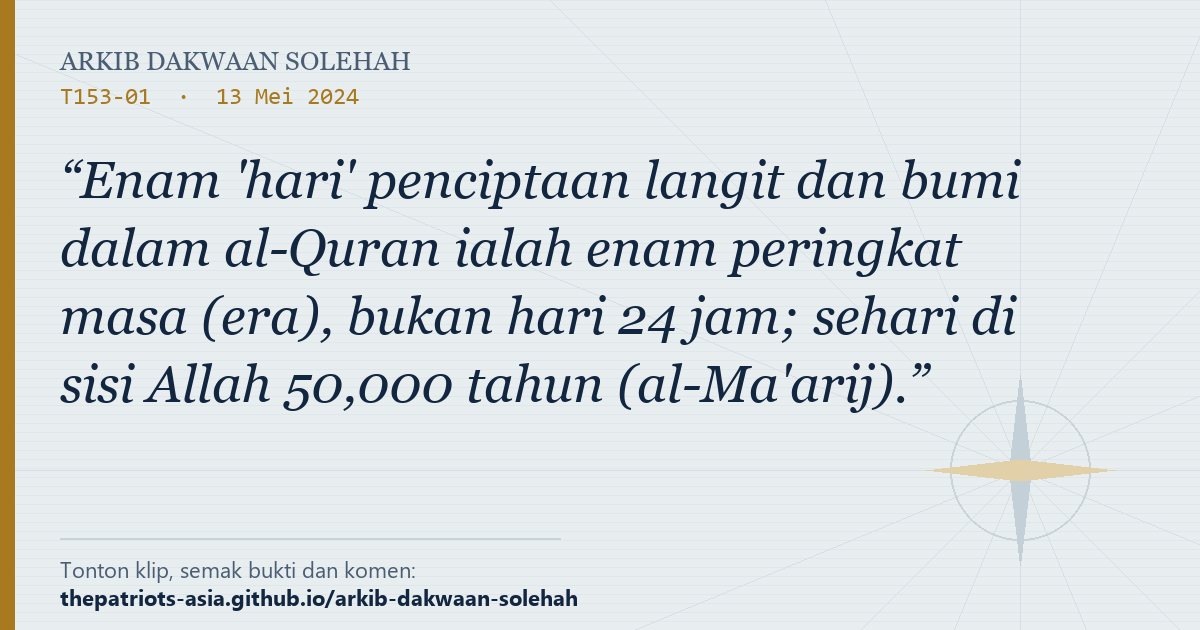 ARKIB DAKWAAN SOLEHAH
T153-01 · 13 Mei 2024
“Enam 'hari' penciptaan langit dan bumi
dalam al-Quran ialah enam peringkat
masa (era), bukan hari 24 jam; sehari di
sisi Allah 50,000 tahun (al-Ma'arij).”
Tonton klip, semak bukti dan komen:
thepatriots-asia.github.io/arkib-dakwaan-solehah